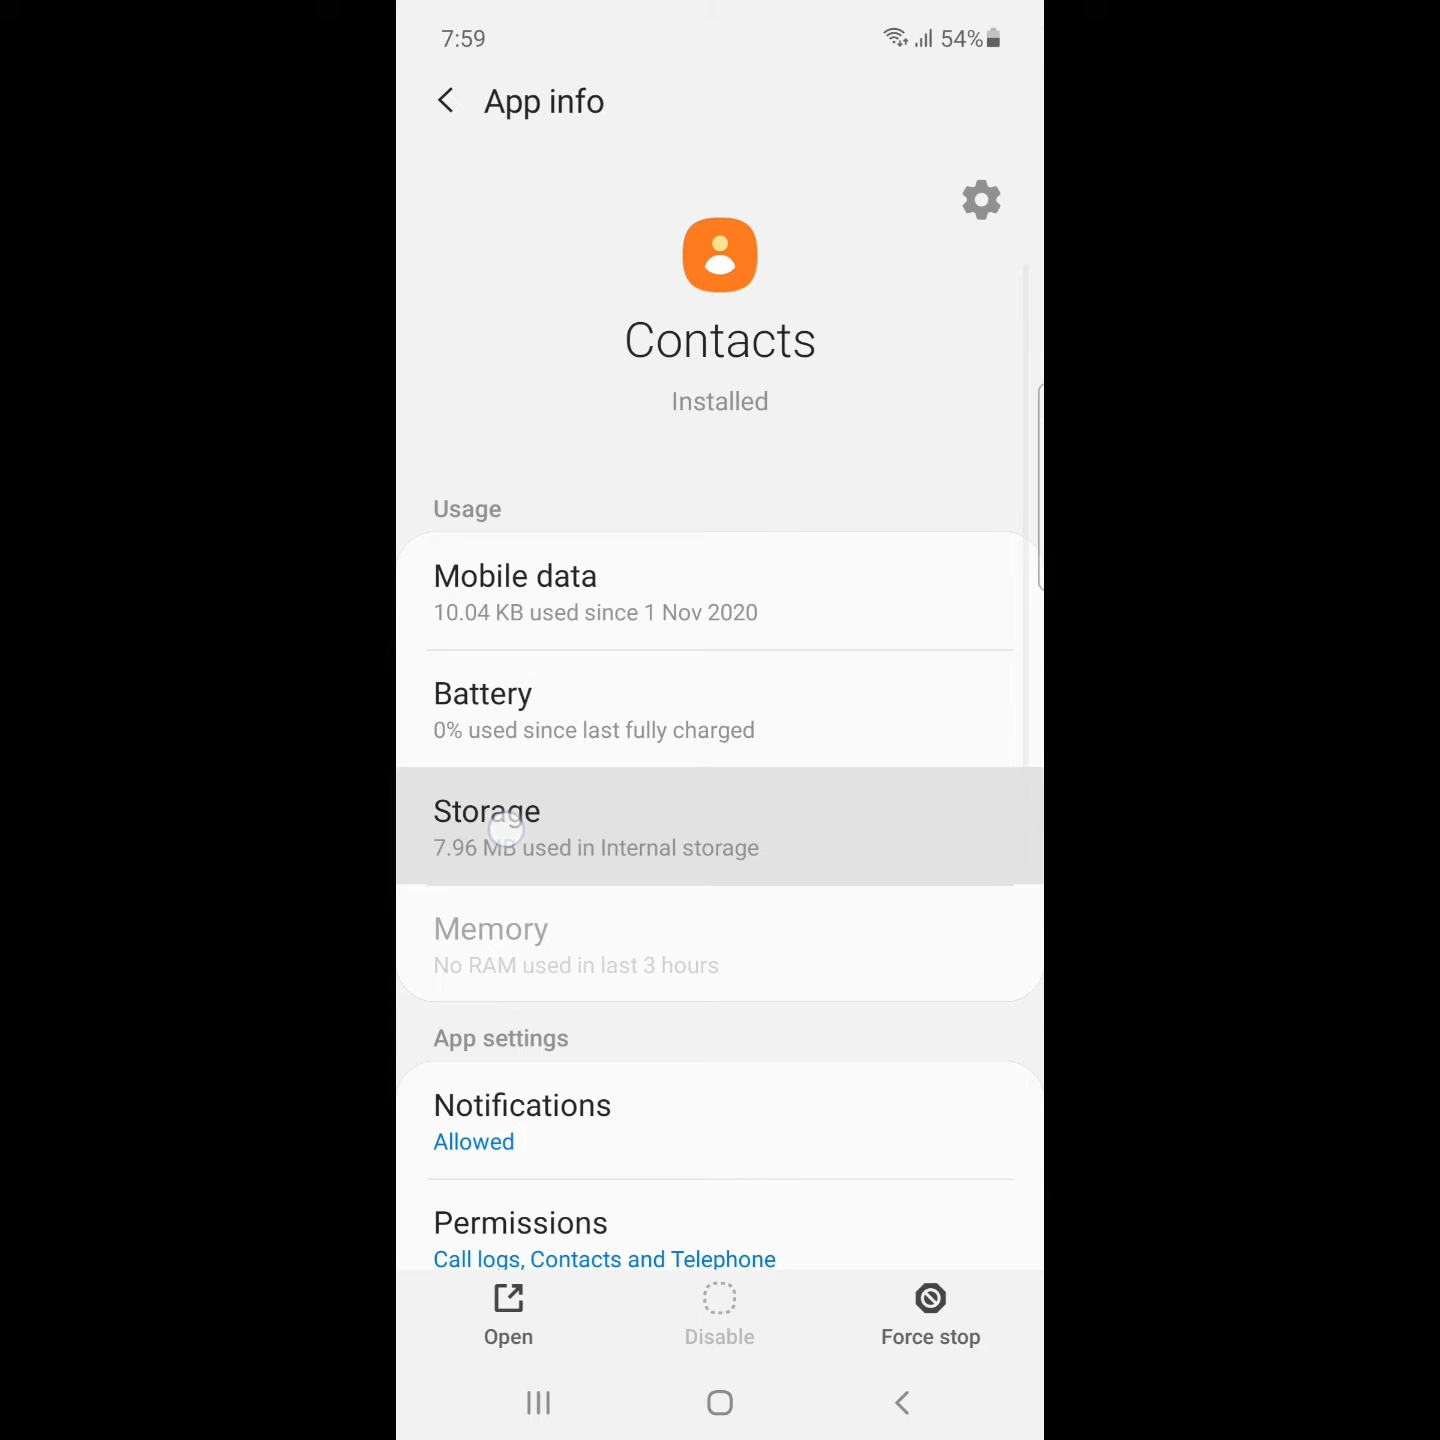 7:59
54%
App info
Contacts
Installed
Usage
Mobile data
10.04 KB used since 1 Nov 2020
Battery
0% used since last fully charged
Storage
7.96 MB used in Internal storage
Memory
No RAM used in last 3 hours
App settings
Notifications
Allowed
Permissions
Call logs, Contacts and Telephone
Open
Disable
Force stop